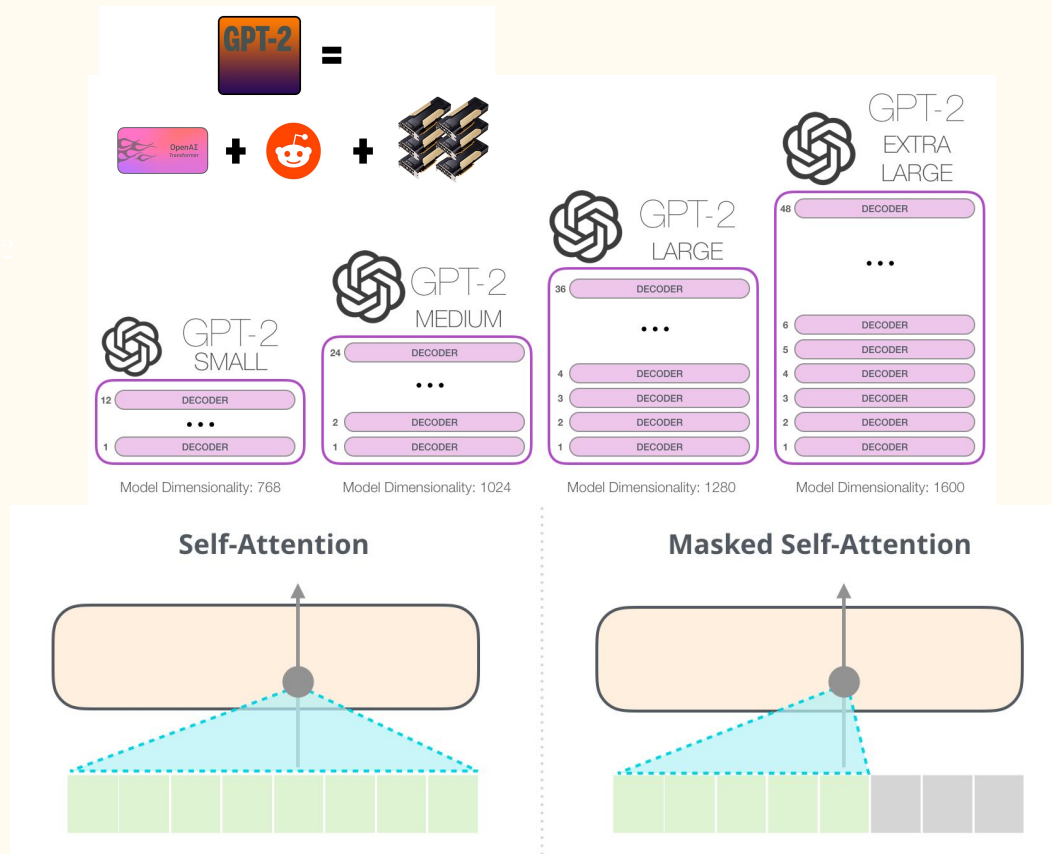 GPT-2
=
OpenAI
Transformer
+
+
GPT-2
EXTRA
LARGE
48 DECODER
...
6 DECODER
5 DECODER
4 DECODER
3 DECODER
2 DECODER
1 DECODER
Model Dimensionality: 1600
GPT-2
LARGE
36 DECODER
...
4 DECODER
3 DECODER
2 DECODER
1 DECODER
Model Dimensionality: 1280
GPT-2
MEDIUM
24 DECODER
...
2 DECODER
1 DECODER
Model Dimensionality: 1024
GPT-2
SMALL
12 DECODER
...
1 DECODER
Model Dimensionality: 768
Self-Attention
Masked Self-Attention